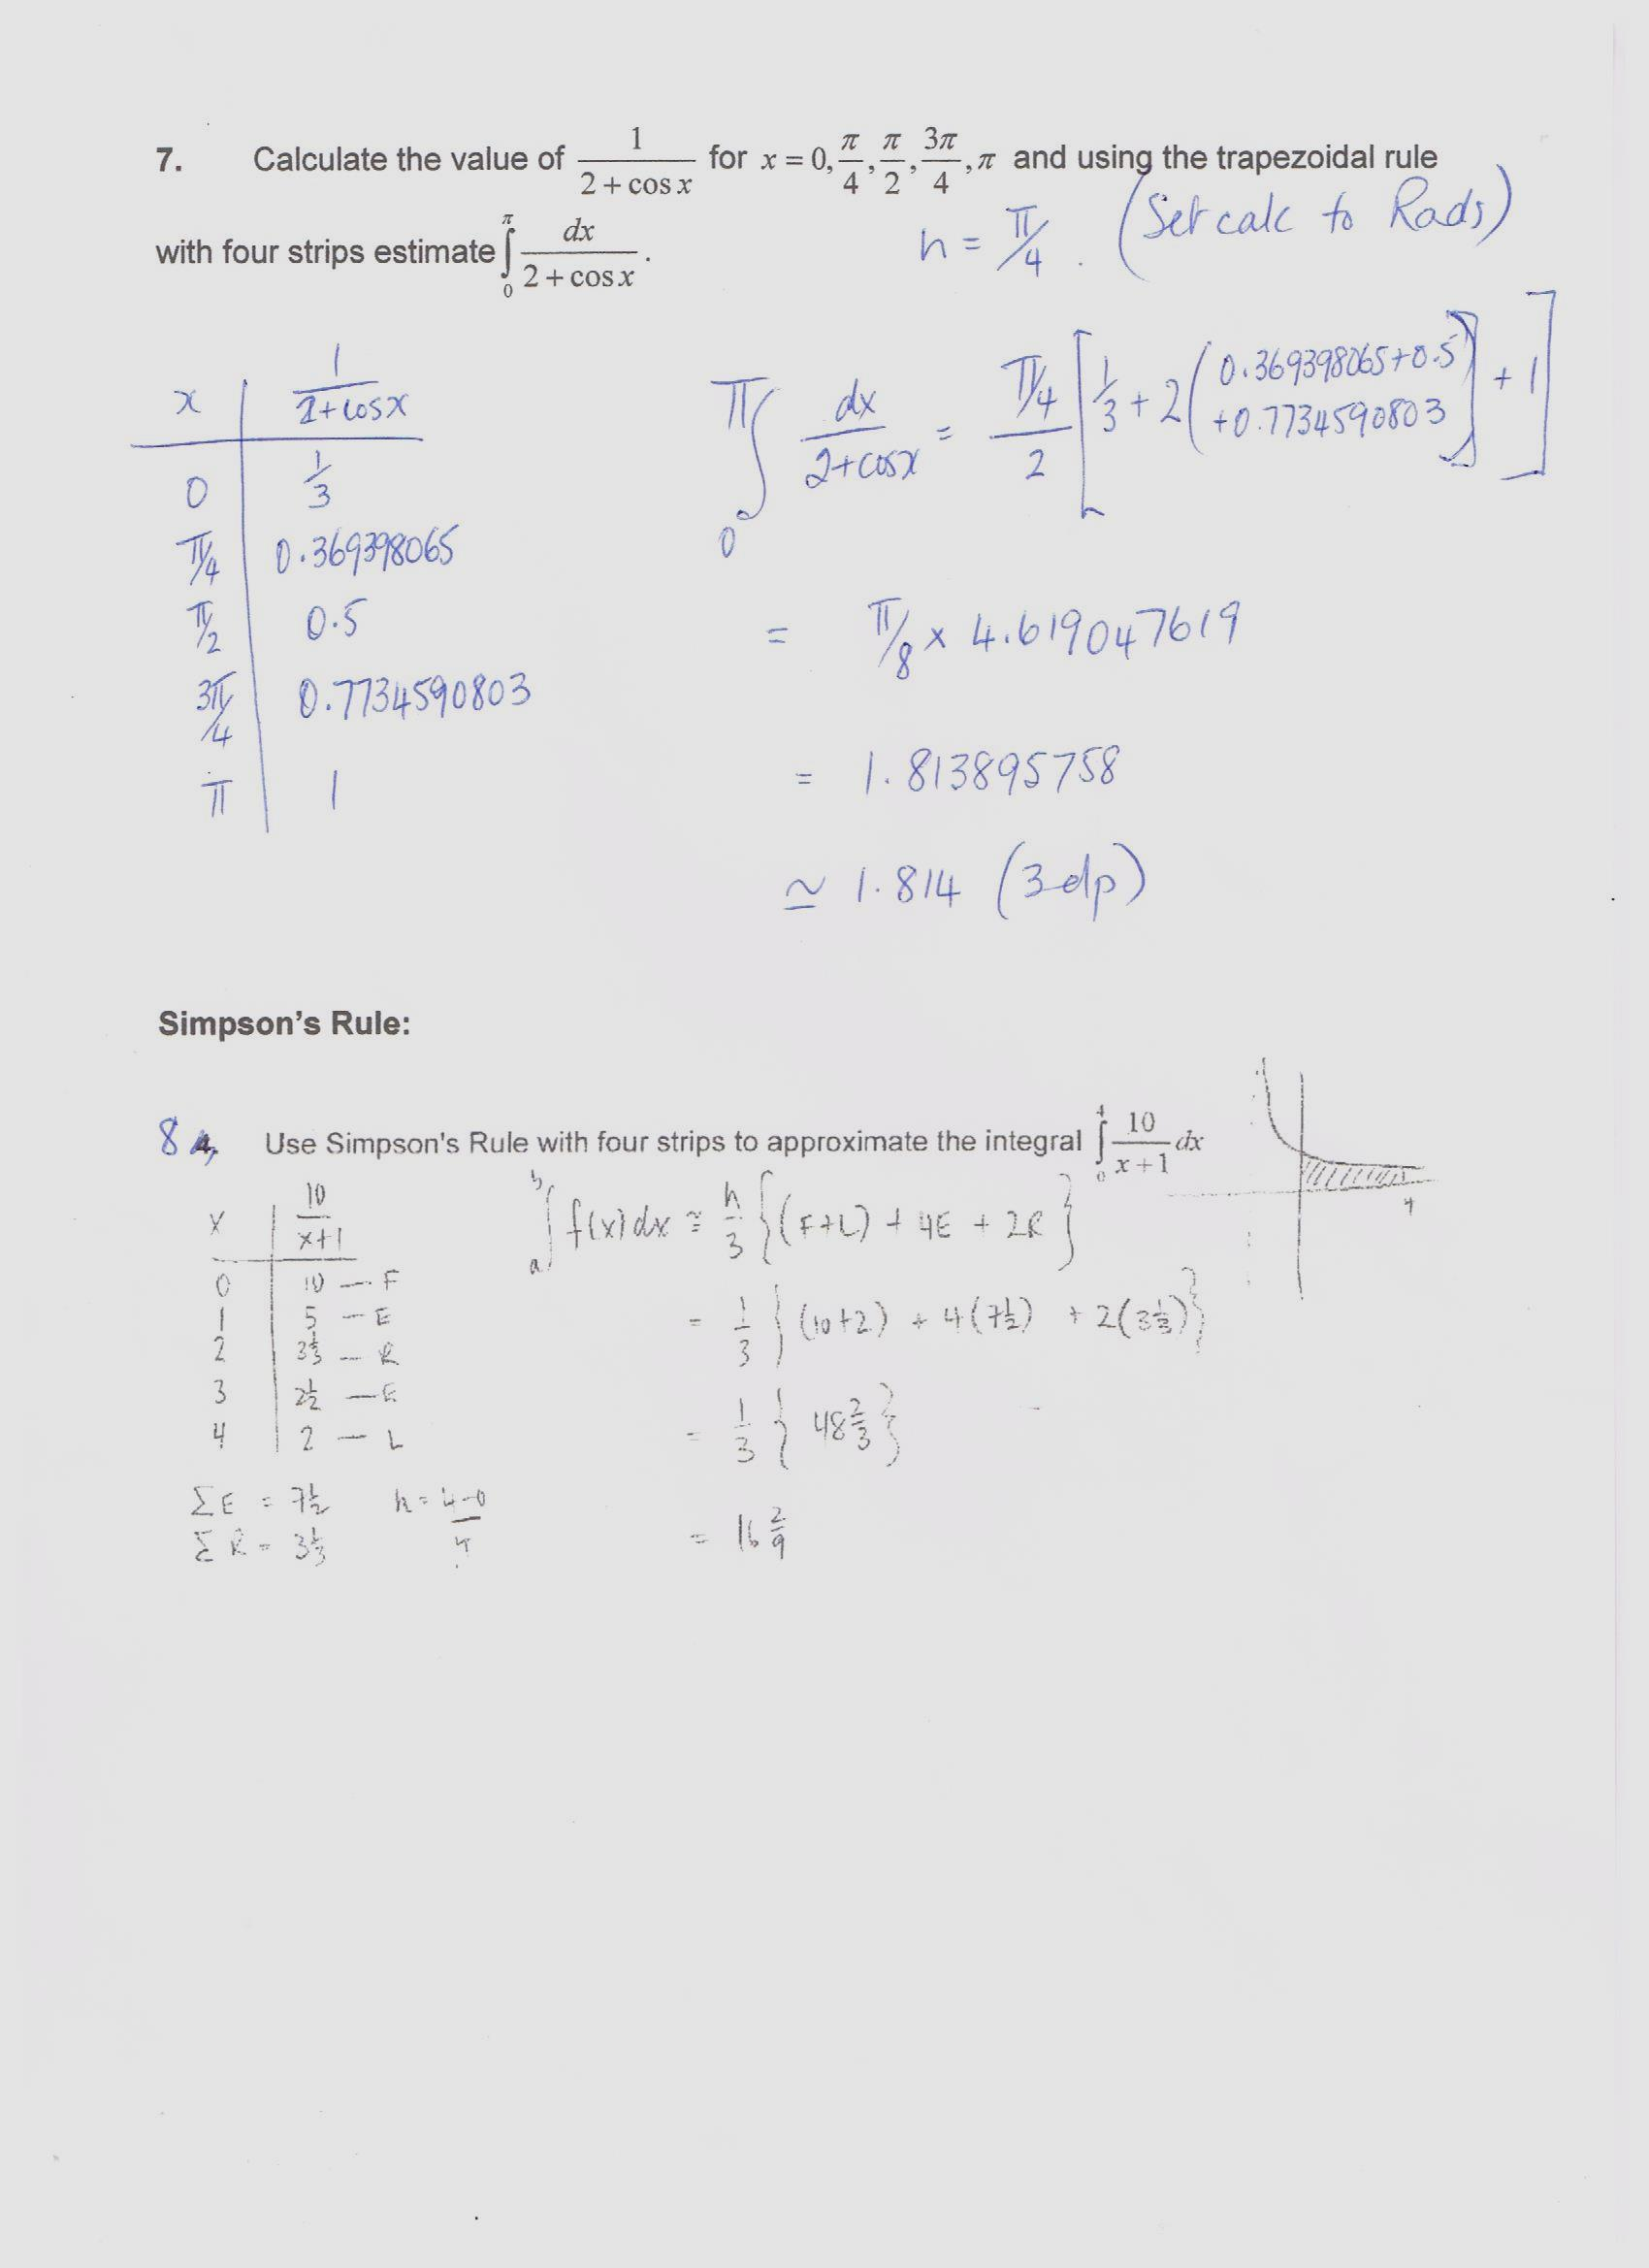 7. Calculate the value of 1/(2 + cos x) for x = 0, π/4, π/2, 3π/4, π and using the trapezoidal rule
with four strips estimate ∫₀^π dx/(2 + cos x).
h = π/4. (Set calc to Rads)
x | 1/(2+cosx)
0 | 1/3
π/4 | 0.369398065
π/2 | 0.5
3π/4 | 0.7734590803
π | 1
∫₀^π dx/(2+cosx) = (π/4)/2 [1/3 + 2(0.369398065+0.5
+0.7734590803) + 1]
= π/8 × 4.619047619
= 1.813895758
≃ 1.814 (3dp)
Simpson's Rule:
8 4, Use Simpson's Rule with four strips to approximate the integral ∫₀⁴ 10/(x+1) dx
4
x | 10/(x+1)
0 | 10 — F
1 | 5 — E
2 | 3⅓ — R
3 | 2½ — E
4 | 2 — L
ΣE = 7½ h = (4-0)/4
ΣR = 3⅓
∫ₐᵇ f(x) dx ≅ h/3 {(F+L) + 4E + 2R}
= 1/3 {(10+2) + 4(7½) + 2(3⅓)}
= 1/3 {48⅔}
= 16 2/9